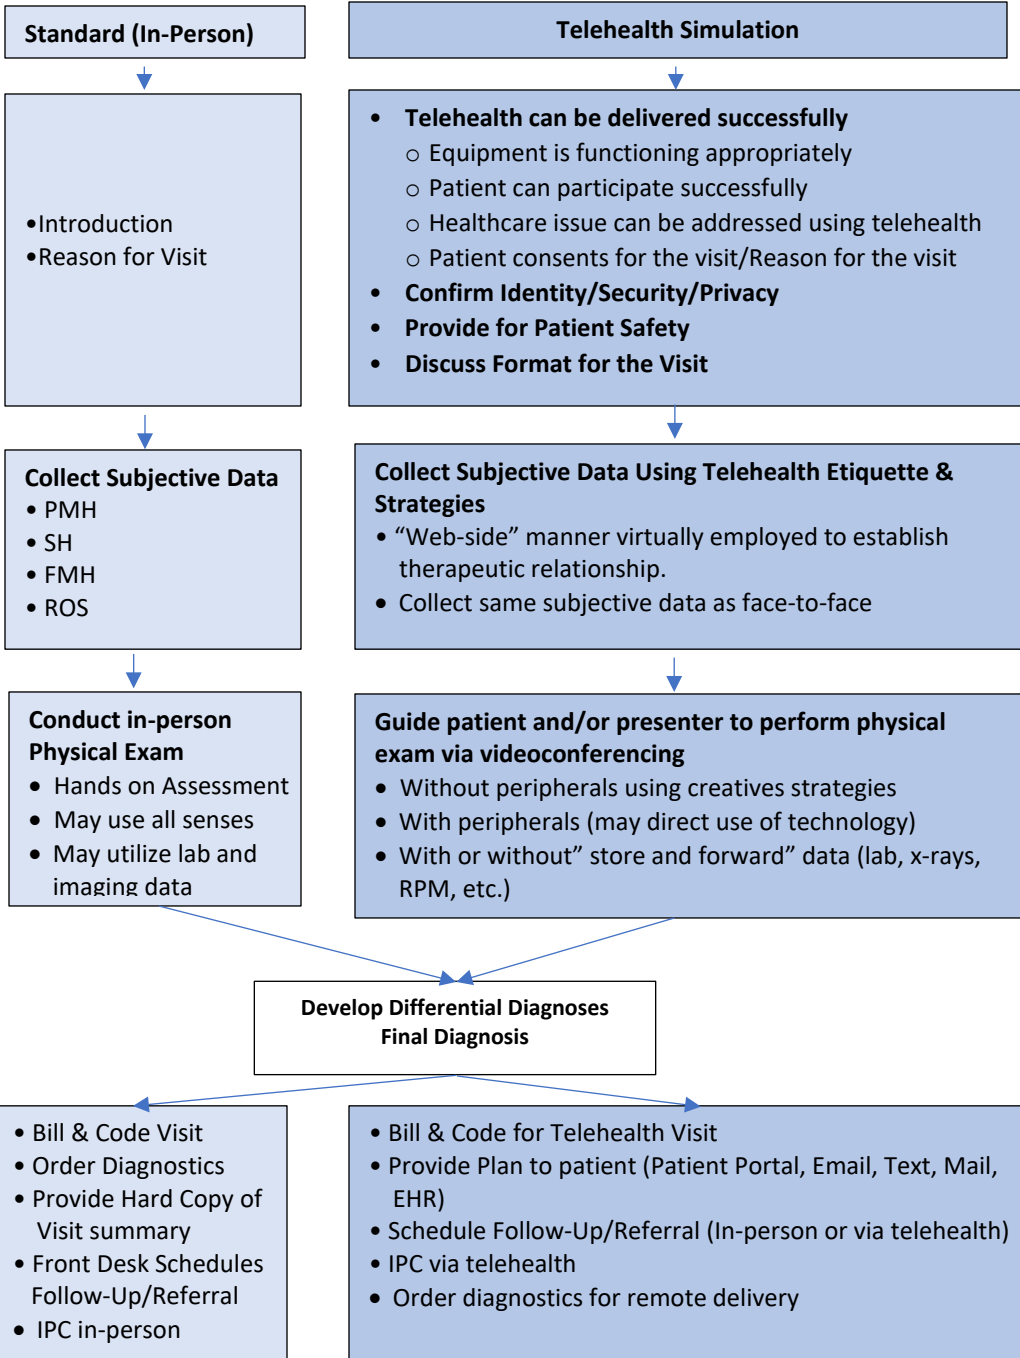 Standard (In-Person)
Telehealth Simulation
•Introduction
•Reason for Visit
• Telehealth can be delivered successfully
o Equipment is functioning appropriately
o Patient can participate successfully
o Healthcare issue can be addressed using telehealth
o Patient consents for the visit/Reason for the visit
• Confirm Identity/Security/Privacy
• Provide for Patient Safety
• Discuss Format for the Visit
Collect Subjective Data
• PMH
• SH
• FMH
• ROS
Collect Subjective Data Using Telehealth Etiquette &
Strategies
• “Web-side” manner virtually employed to establish
therapeutic relationship.
• Collect same subjective data as face-to-face
Conduct in-person
Physical Exam
• Hands on Assessment
• May use all senses
• May utilize lab and
imaging data
Guide patient and/or presenter to perform physical
exam via videoconferencing
• Without peripherals using creatives strategies
• With peripherals (may direct use of technology)
• With or without” store and forward” data (lab, x-rays,
RPM, etc.)
Develop Differential Diagnoses
Final Diagnosis
• Bill & Code Visit
• Order Diagnostics
• Provide Hard Copy of
Visit summary
• Front Desk Schedules
Follow-Up/Referral
• IPC in-person
• Bill & Code for Telehealth Visit
• Provide Plan to patient (Patient Portal, Email, Text, Mail,
EHR)
• Schedule Follow-Up/Referral (In-person or via telehealth)
• IPC via telehealth
• Order diagnostics for remote delivery